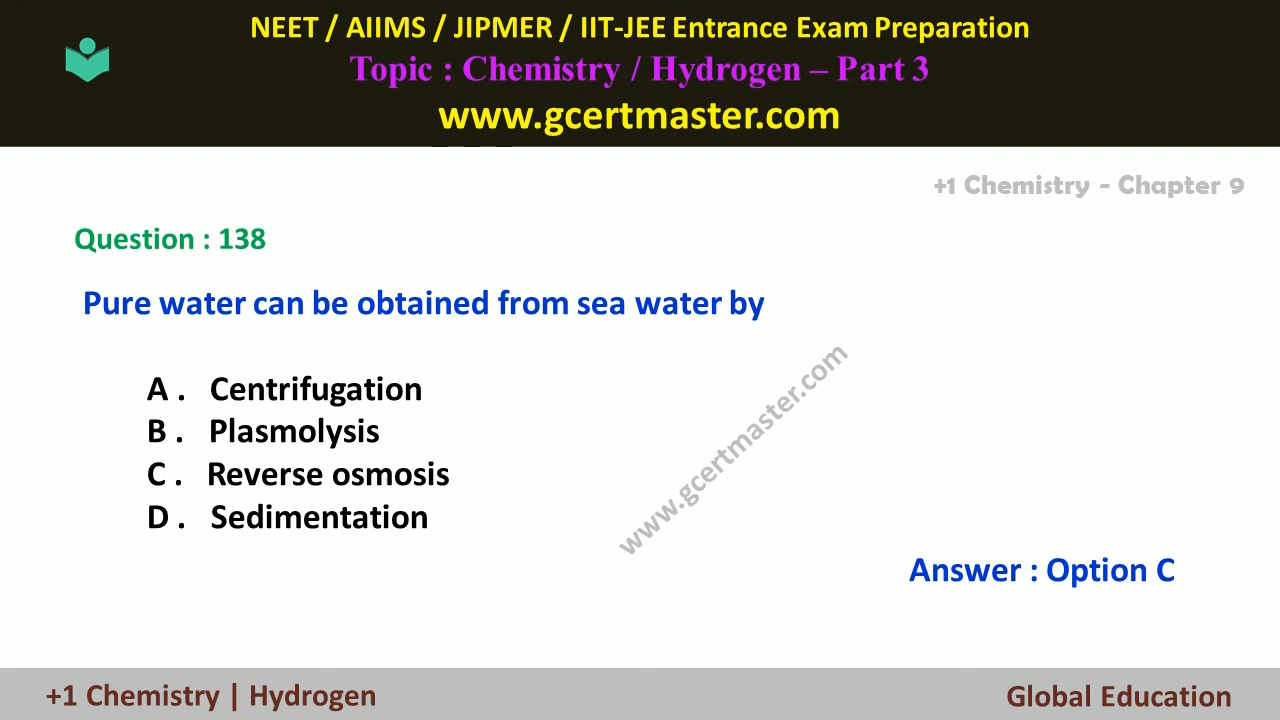 NEET / AIIMS / JIPMER / IIT-JEE Entrance Exam Preparation
Topic : Chemistry / Hydrogen – Part 3
www.gcertmaster.com
+1 Chemistry - Chapter 9
Question : 138
Pure water can be obtained from sea water by
A . Centrifugation
B . Plasmolysis
C . Reverse osmosis
D . Sedimentation
www.gcertmaster.com
Answer : Option C
+1 Chemistry | Hydrogen
Global Education